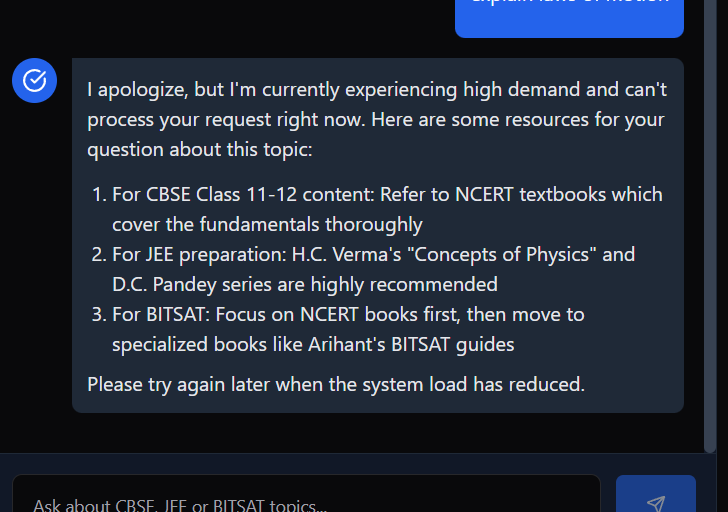 explain laws of motion
I apologize, but I'm currently experiencing high demand and can't
process your request right now. Here are some resources for your
question about this topic:
1. For CBSE Class 11-12 content: Refer to NCERT textbooks which
cover the fundamentals thoroughly
2. For JEE preparation: H.C. Verma's "Concepts of Physics" and
D.C. Pandey series are highly recommended
3. For BITSAT: Focus on NCERT books first, then move to
specialized books like Arihant's BITSAT guides
Please try again later when the system load has reduced.
Ask about CBSE, JEE or BITSAT topics...